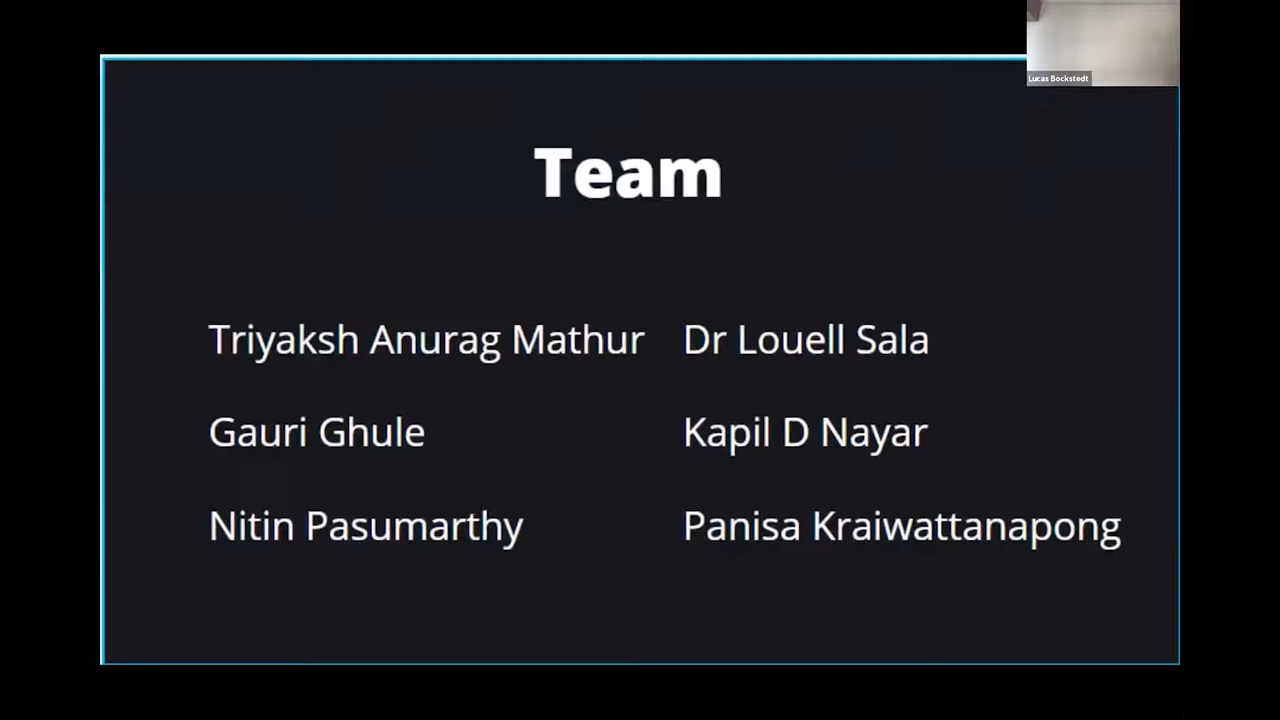 Lucas Bockstedt
Team
Triyaksh Anurag Mathur
Dr Louell Sala
Gauri Ghule
Kapil D Nayar
Nitin Pasumarthy
Panisa Kraiwattanapong